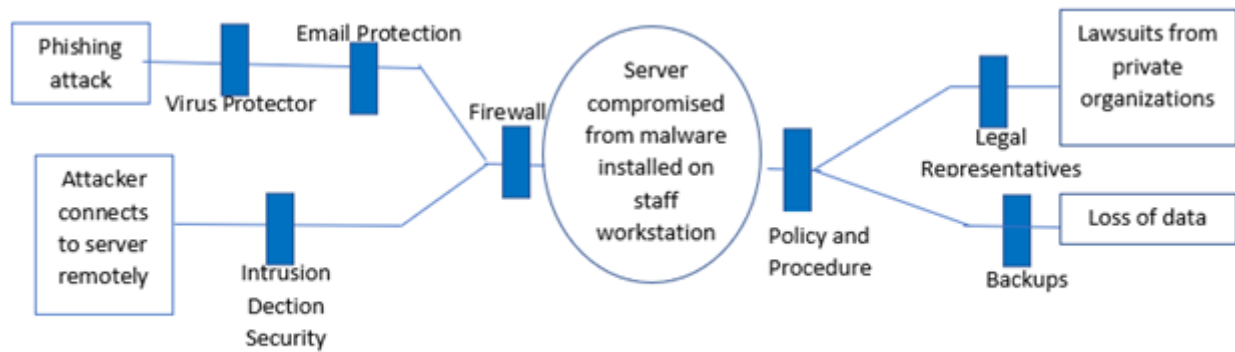 Phishing
attack
Virus Protector
Email Protection
Attacker
connects
to server
remotely
Intrusion
Dection
Security
Firewall
Server
compromised
from malware
installed on
staff
workstation
Policy and
Procedure
Legal
Representatives
Lawsuits from
private
organizations
Backups
Loss of data